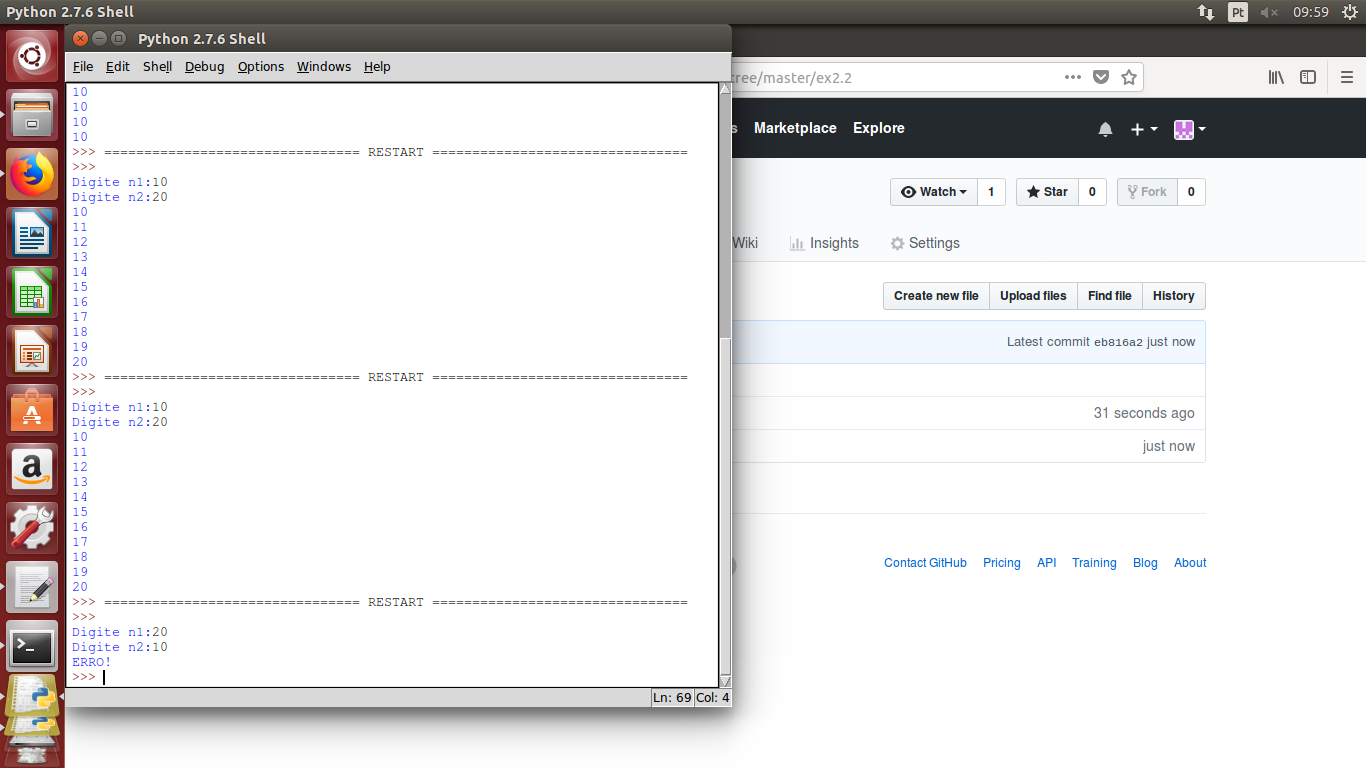 Python 2.7.6 Shell
Pt
09:59
Python 2.7.6 Shell
File Edit Shell Debug Options Windows Help
10
10
10
10
>>> ================================ RESTART ================================
>>>
Digite n1:10
Digite n2:20
10
11
12
13
14
15
16
17
18
19
20
>>> ================================ RESTART ================================
>>>
Digite n1:10
Digite n2:20
10
11
12
13
14
15
16
17
18
19
20
>>> ================================ RESTART ================================
>>>
Digite n1:20
Digite n2:10
ERRO!
>>>
Ln: 69 Col: 4
tree/master/ex2.2
s Marketplace Explore
Watch 1 Star 0 Fork 0
Wiki Insights Settings
Create new file Upload files Find file History
Latest commit eb816a2 just now
31 seconds ago
just now
Contact GitHub Pricing API Training Blog About